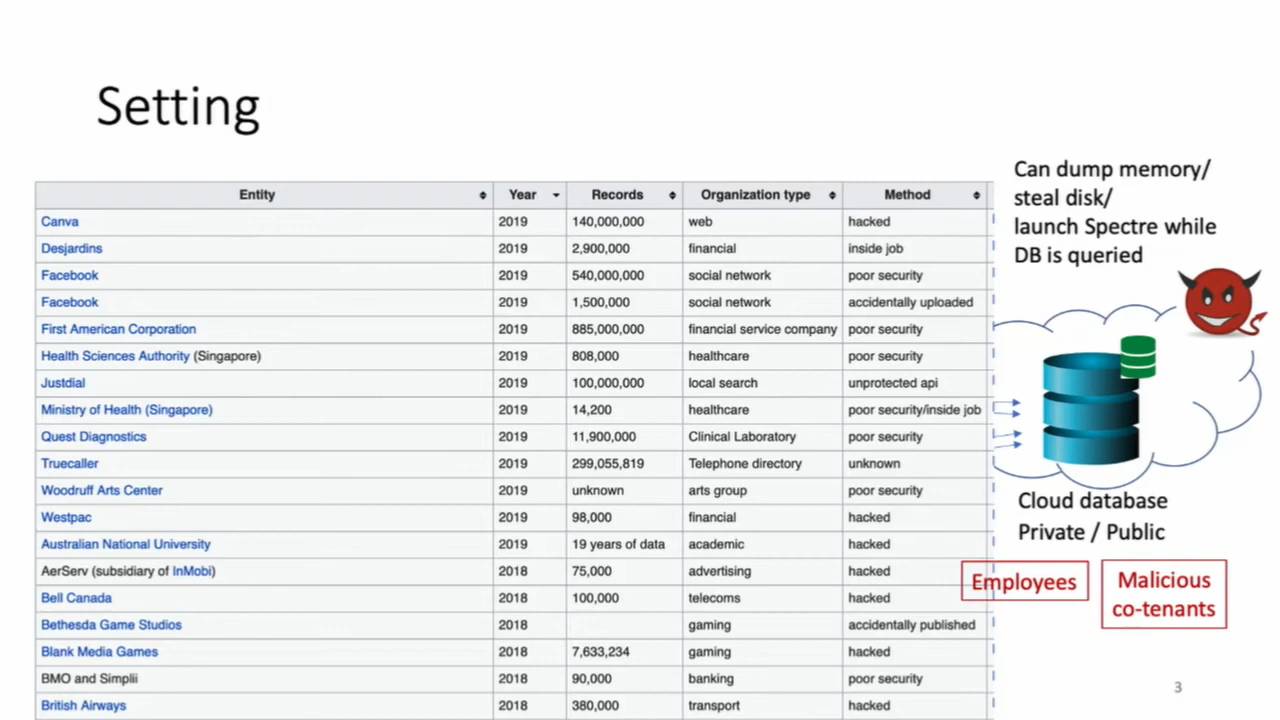 Setting
Entity Year Records Organization type Method
Canva 2019 140,000,000 web hacked
Desjardins 2019 2,900,000 financial inside job
Facebook 2019 540,000,000 social network poor security
Facebook 2019 1,500,000 social network accidentally uploaded
First American Corporation 2019 885,000,000 financial service company poor security
Health Sciences Authority (Singapore) 2019 808,000 healthcare poor security
Justdial 2019 100,000,000 local search unprotected api
Ministry of Health (Singapore) 2019 14,200 healthcare poor security/inside job
Quest Diagnostics 2019 11,900,000 Clinical Laboratory poor security
Truecaller 2019 299,055,819 Telephone directory unknown
Woodruff Arts Center 2019 unknown arts group poor security
Westpac 2019 98,000 financial hacked
Australian National University 2019 19 years of data academic hacked
AerServ (subsidiary of InMobi) 2018 75,000 advertising hacked
Bell Canada 2018 100,000 telecoms hacked
Bethesda Game Studios 2018 gaming accidentally published
Blank Media Games 2018 7,633,234 gaming hacked
BMO and Simplii 2018 90,000 banking poor security
British Airways 2018 380,000 transport hacked
Can dump memory/
steal disk/
launch Spectre while
DB is queried
Cloud database
Private / Public
Employees
Malicious
co-tenants
3